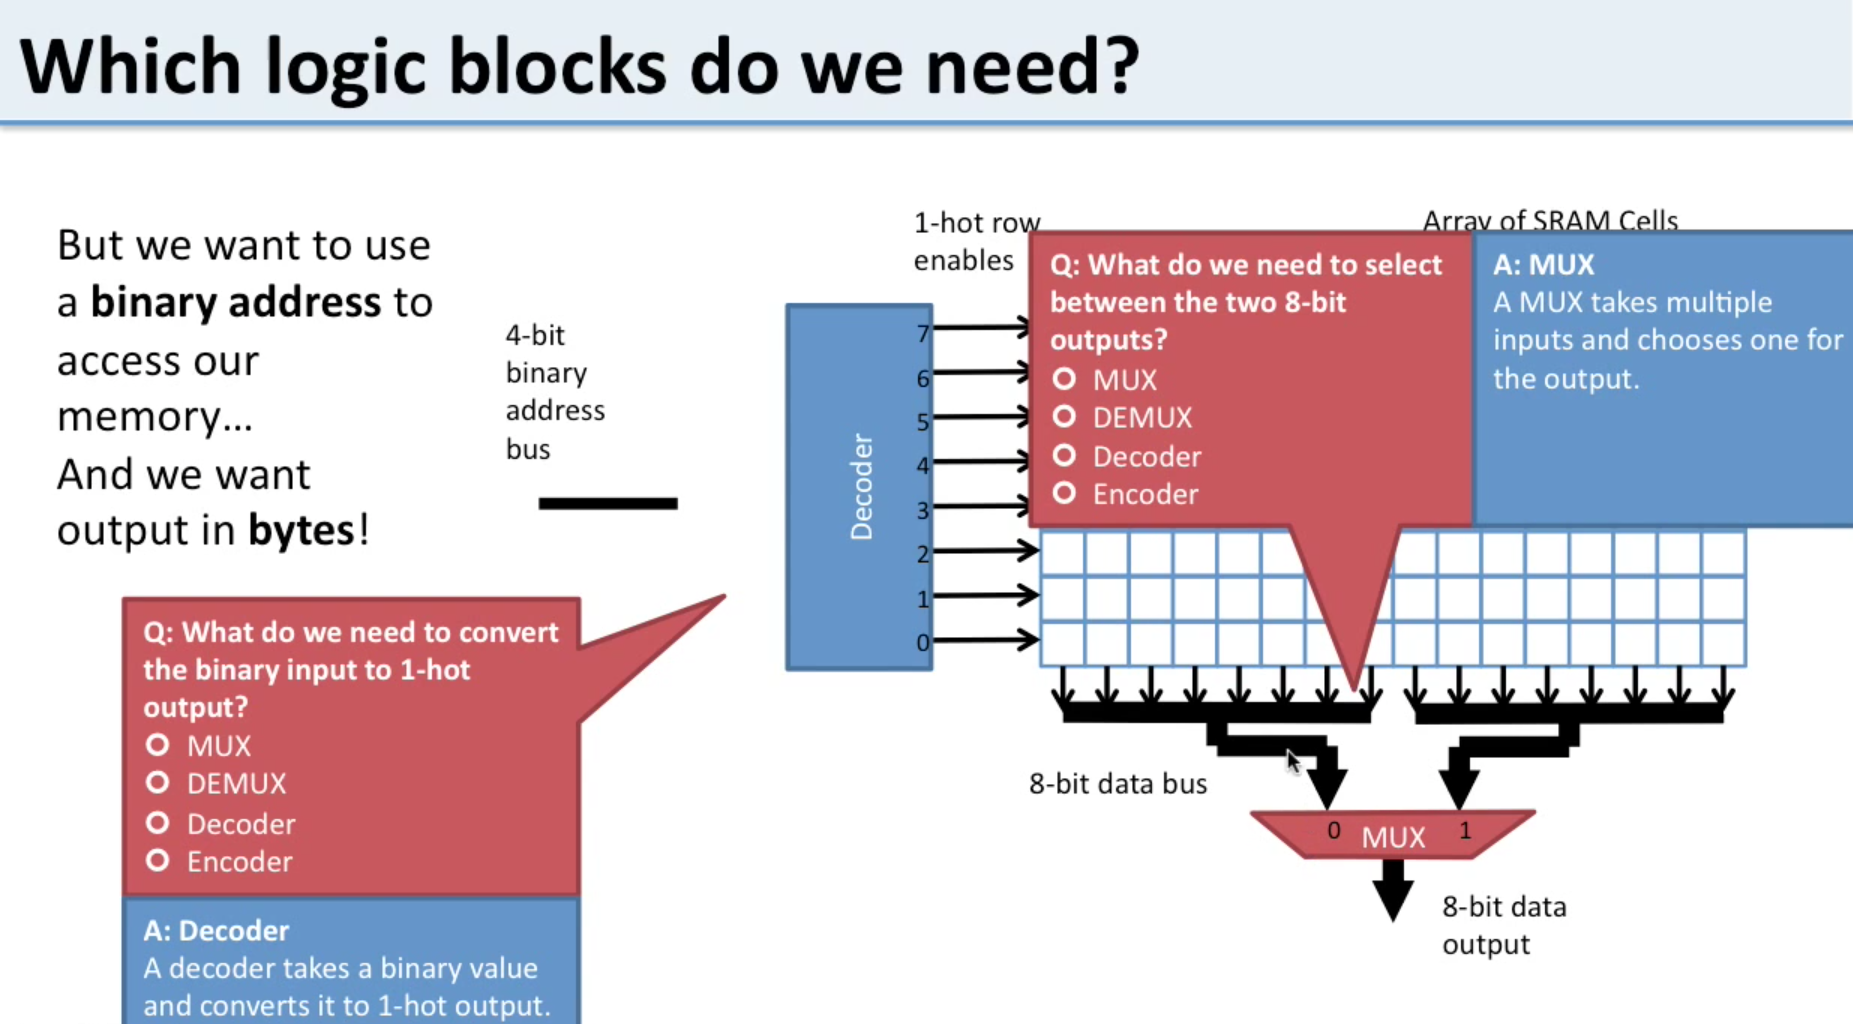 Which logic blocks do we need?
But we want to use
a binary address to
access our
memory...
And we want
output in bytes!
4-bit
binary
address
bus
1-hot row
enables
Array of SRAM Cells
Decoder
7
6
5
4
3
2
1
0
Q: What do we need to select
between the two 8-bit
outputs?
MUX
DEMUX
Decoder
Encoder
A: MUX
A MUX takes multiple
inputs and chooses one for
the output.
Q: What do we need to convert
the binary input to 1-hot
output?
MUX
DEMUX
Decoder
Encoder
A: Decoder
A decoder takes a binary value
and converts it to 1-hot output.
8-bit data bus
0 MUX 1
8-bit data
output